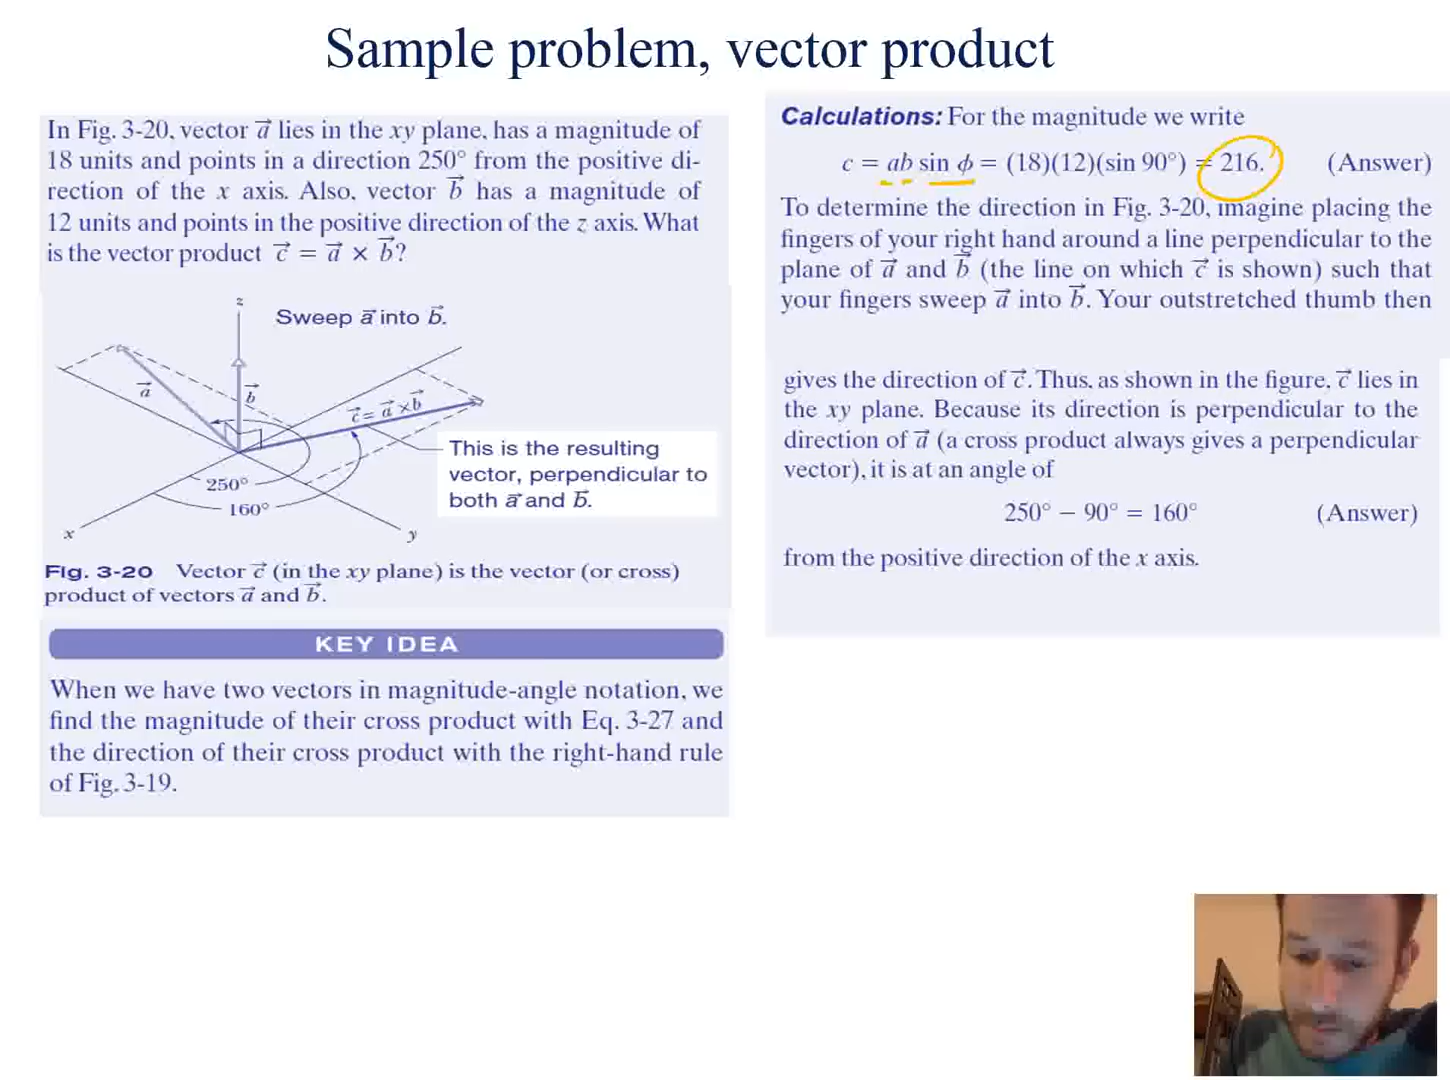 Sample problem, vector product
In Fig. 3-20, vector a⃗ lies in the xy plane, has a magnitude of
18 units and points in a direction 250° from the positive di-
rection of the x axis. Also, vector b⃗ has a magnitude of
12 units and points in the positive direction of the z axis. What
is the vector product c⃗ = a⃗ × b⃗?
z
Sweep a⃗ into b⃗.
a⃗
b⃗
c⃗ = a⃗ × b⃗
This is the resulting
vector, perpendicular to
both a⃗ and b⃗.
250°
160°
x
y
Fig. 3-20 Vector c⃗ (in the xy plane) is the vector (or cross)
product of vectors a⃗ and b⃗.
KEY IDEA
When we have two vectors in magnitude-angle notation, we
find the magnitude of their cross product with Eq. 3-27 and
the direction of their cross product with the right-hand rule
of Fig. 3-19.
Calculations: For the magnitude we write
c = ab sin ϕ = (18)(12)(sin 90°) = 216. (Answer)
To determine the direction in Fig. 3-20, imagine placing the
fingers of your right hand around a line perpendicular to the
plane of a⃗ and b⃗ (the line on which c⃗ is shown) such that
your fingers sweep a⃗ into b⃗. Your outstretched thumb then
gives the direction of c⃗. Thus, as shown in the figure, c⃗ lies in
the xy plane. Because its direction is perpendicular to the
direction of a⃗ (a cross product always gives a perpendicular
vector), it is at an angle of
250° − 90° = 160° (Answer)
from the positive direction of the x axis.